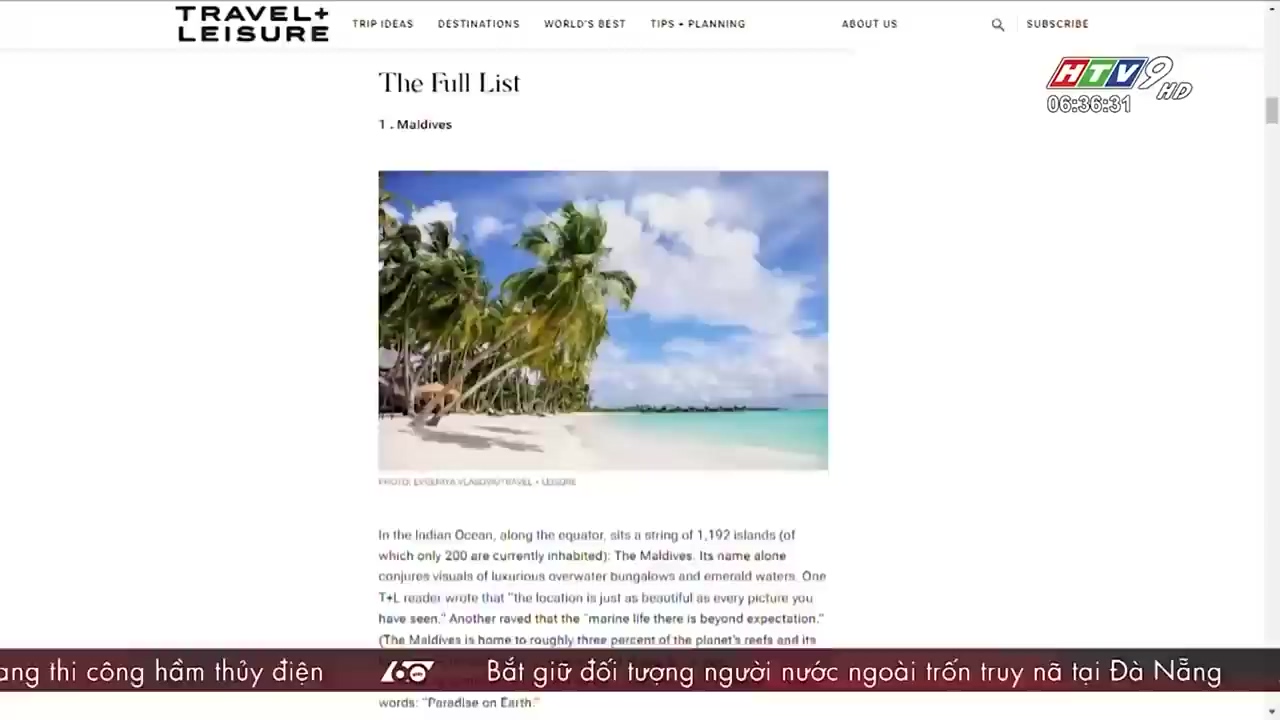 TRAVEL+
LEISURE
TRIP IDEAS
DESTINATIONS
WORLD'S BEST
TIPS + PLANNING
ABOUT US
SUBSCRIBE
HTV9 HD
06:36:31
The Full List
1 . Maldives
PHOTO: EVGENIYA VLASOVA/TRAVEL + LEISURE
In the Indian Ocean, along the equator, sits a string of 1,192 islands (of
which only 200 are currently inhabited): The Maldives. Its name alone
conjures visuals of luxurious overwater bungalows and emerald waters. One
T+L reader wrote that "the location is just as beautiful as every picture you
have seen." Another raved that the "marine life there is beyond expectation."
(The Maldives is home to roughly three percent of the planet's reefs and its
ang thi công hầm thủy điện
60
Bắt giữ đối tượng người nước ngoài trốn truy nã tại Đà Nẵng
words: "Paradise on Earth."